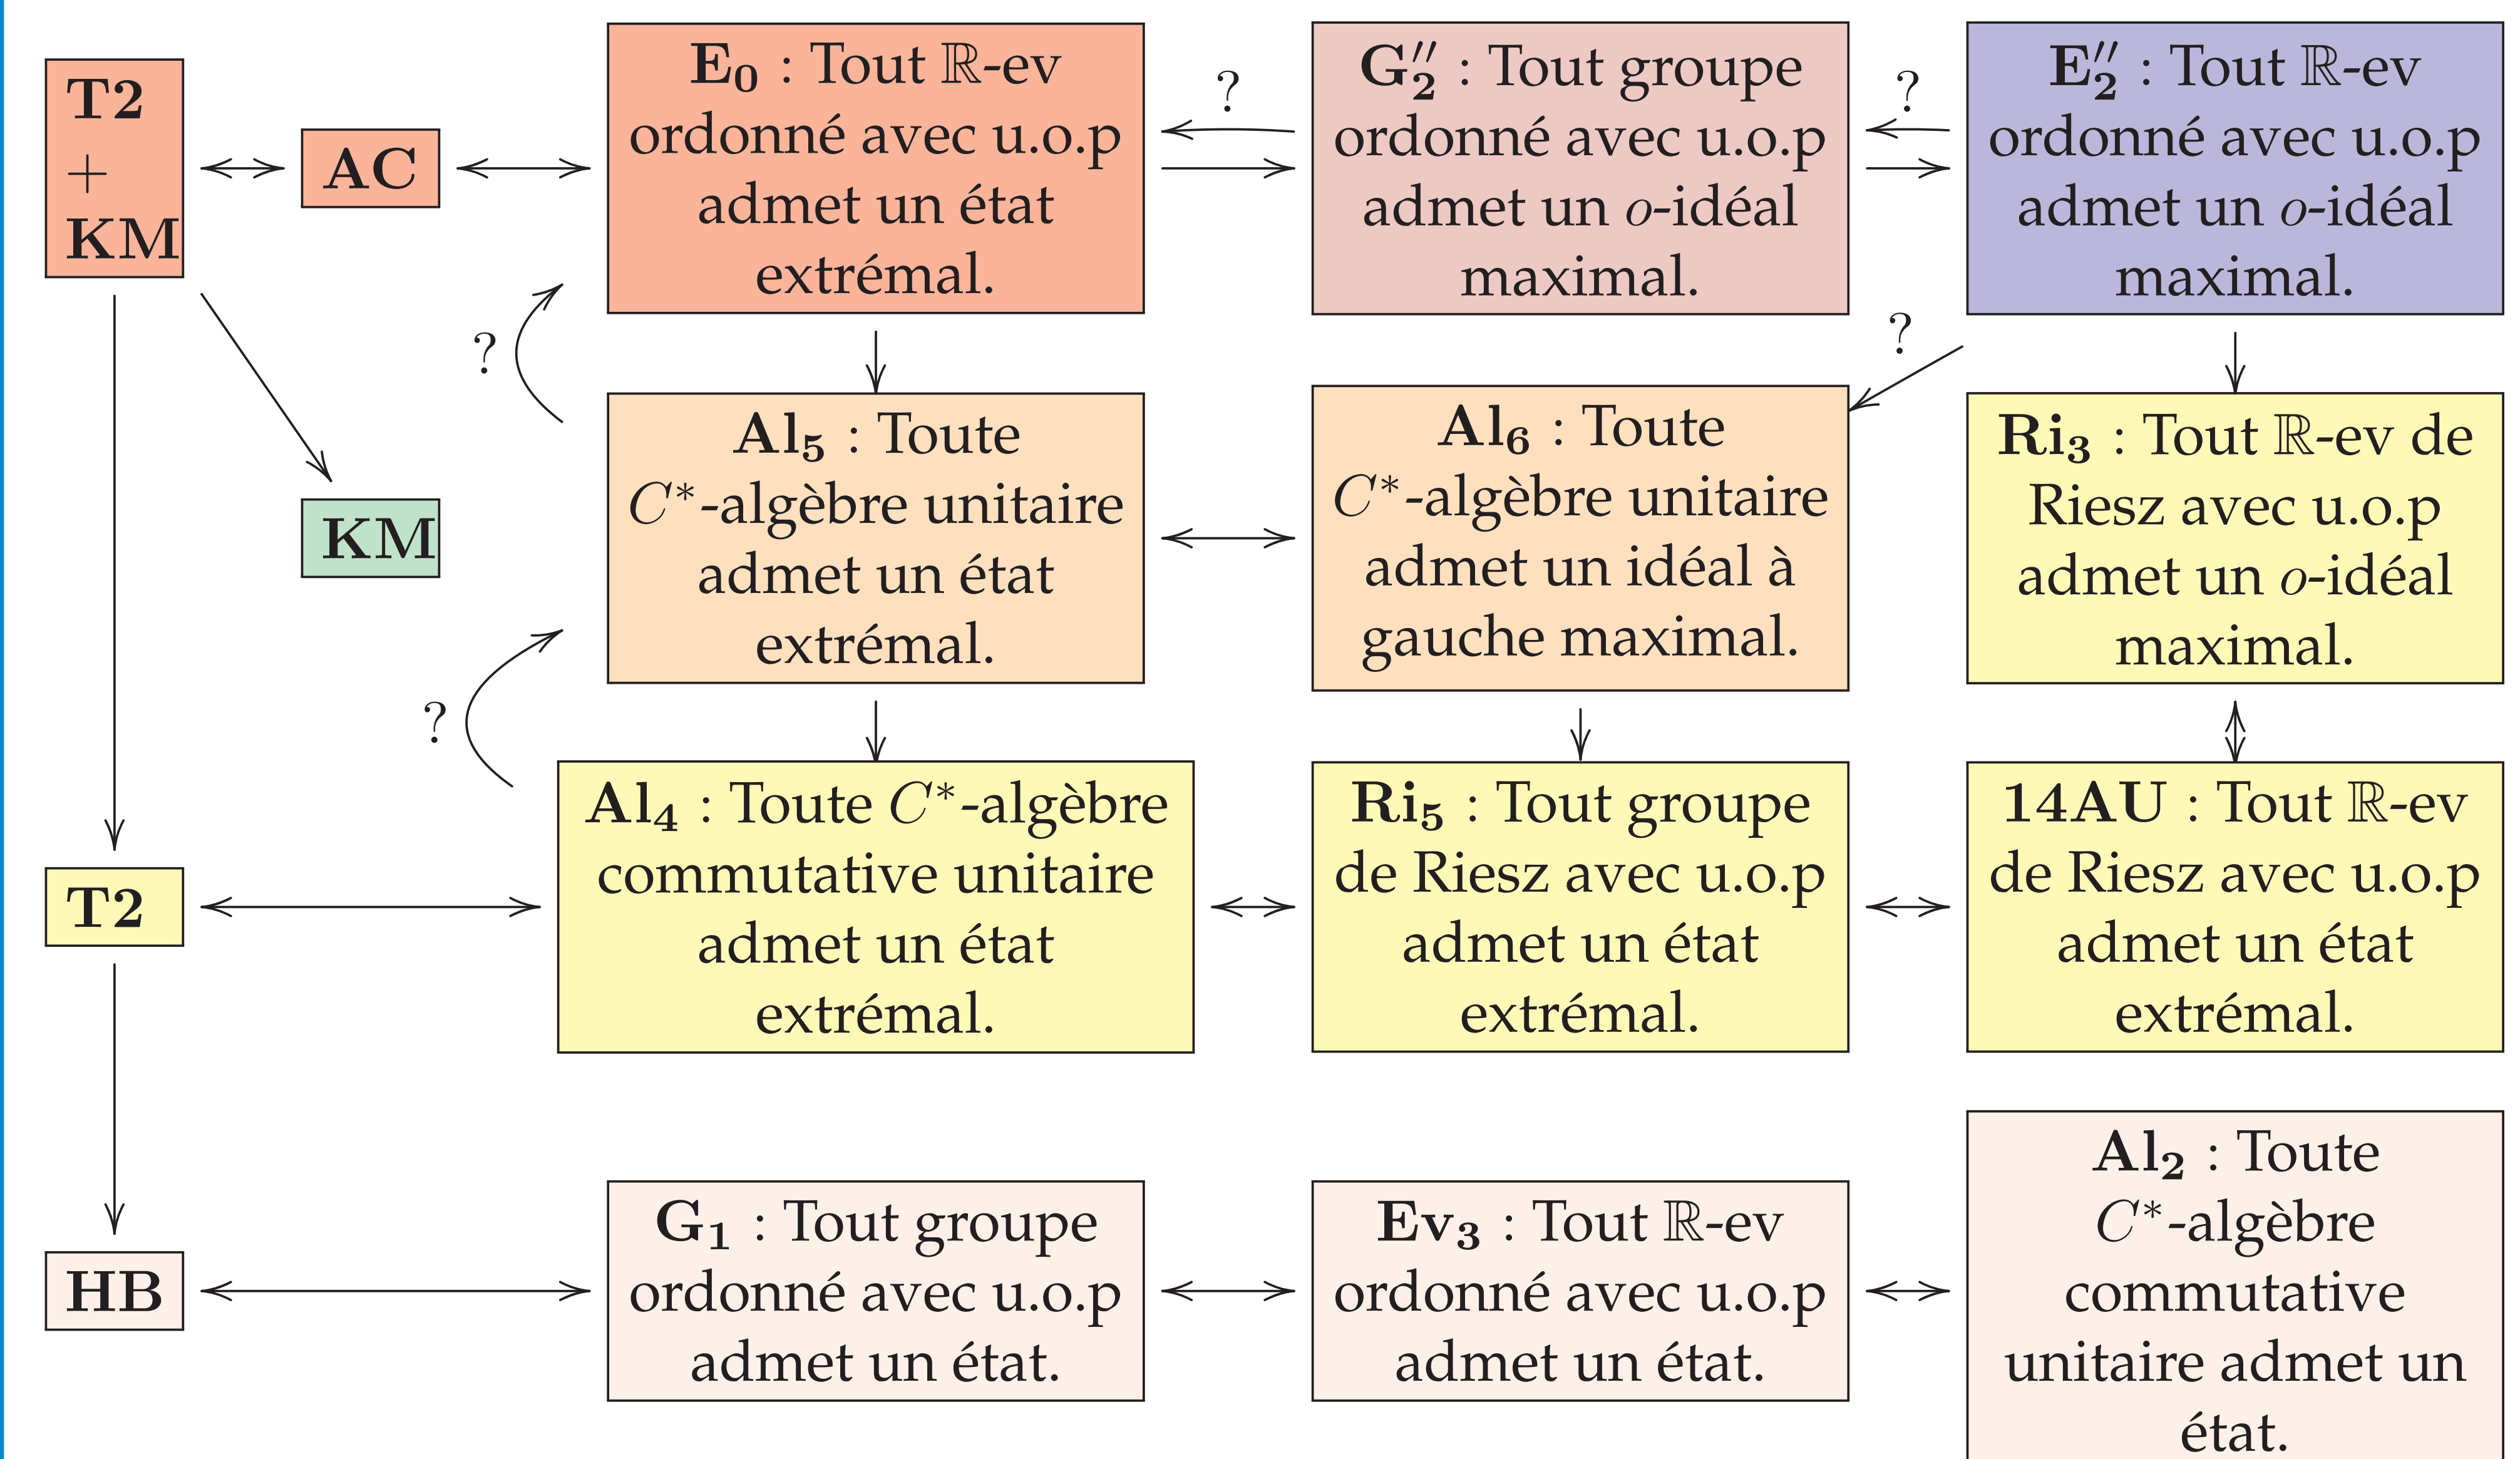 T2
+
KM
AC
E₀ : Tout ℝ-ev
ordonné avec u.o.p
admet un état
extrémal.
?
G₂″ : Tout groupe
ordonné avec u.o.p
admet un o-idéal
maximal.
?
E₂″ : Tout ℝ-ev
ordonné avec u.o.p
admet un o-idéal
maximal.
?
?
KM
Al₅ : Toute
C*-algèbre unitaire
admet un état
extrémal.
Al₆ : Toute
C*-algèbre unitaire
admet un idéal à
gauche maximal.
Ri₃ : Tout ℝ-ev de
Riesz avec u.o.p
admet un o-idéal
maximal.
?
T2
Al₄ : Toute C*-algèbre
commutative unitaire
admet un état
extrémal.
Ri₅ : Tout groupe
de Riesz avec u.o.p
admet un état
extrémal.
14AU : Tout ℝ-ev
de Riesz avec u.o.p
admet un état
extrémal.
HB
G₁ : Tout groupe
ordonné avec u.o.p
admet un état.
Ev₃ : Tout ℝ-ev
ordonné avec u.o.p
admet un état.
Al₂ : Toute
C*-algèbre
commutative
unitaire admet un
état.